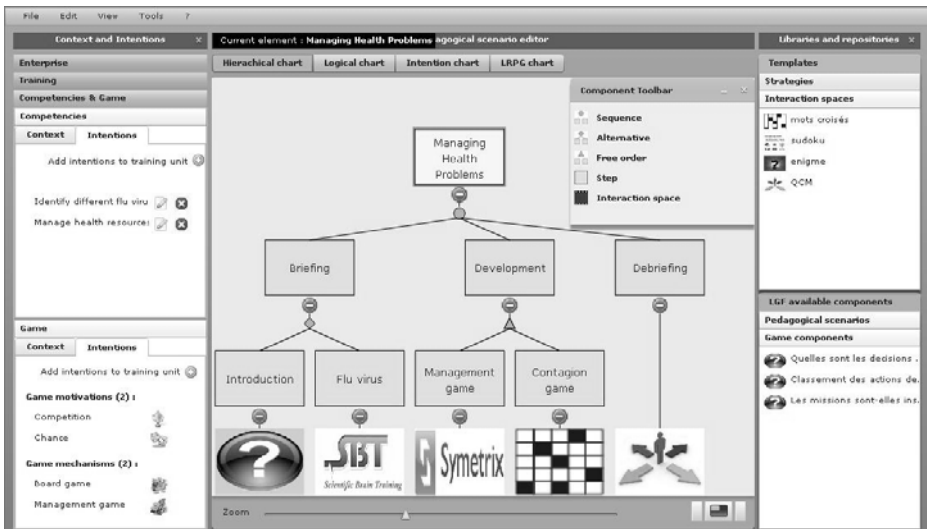 File Edit View Tools ?
Context and Intentions ×
Enterprise
Training
Competencies & Game
Competencies
Context Intentions
Add intentions to training unit
Identify different flu viru
Manage health resource:
Game
Context Intentions
Add intentions to training unit
Game motivations (2) :
Competition
Chance
Game mechanisms (2) :
Board game
Management game
Current element : Managing Health Problems agogical scenario editor
Hierachical chart Logical chart Intention chart LRPG chart
Component Toolbar _ ×
Sequence
Alternative
Free order
Step
Interaction space
Managing
Health
Problems
Briefing
Development
Debriefing
Introduction
Flu virus
Management
game
Contagion
game
?
SBT
Scientific Brain Training
Symetrix
Zoom
Libraries and repositories ×
Templates
Strategies
Interaction spaces
mots croisés
sudoku
enigme
QCM
LGF available components
Pedagogical scenarios
Game components
Quelles sont les decisions .
Classement des actions de.
Les missions sont-elles ins.